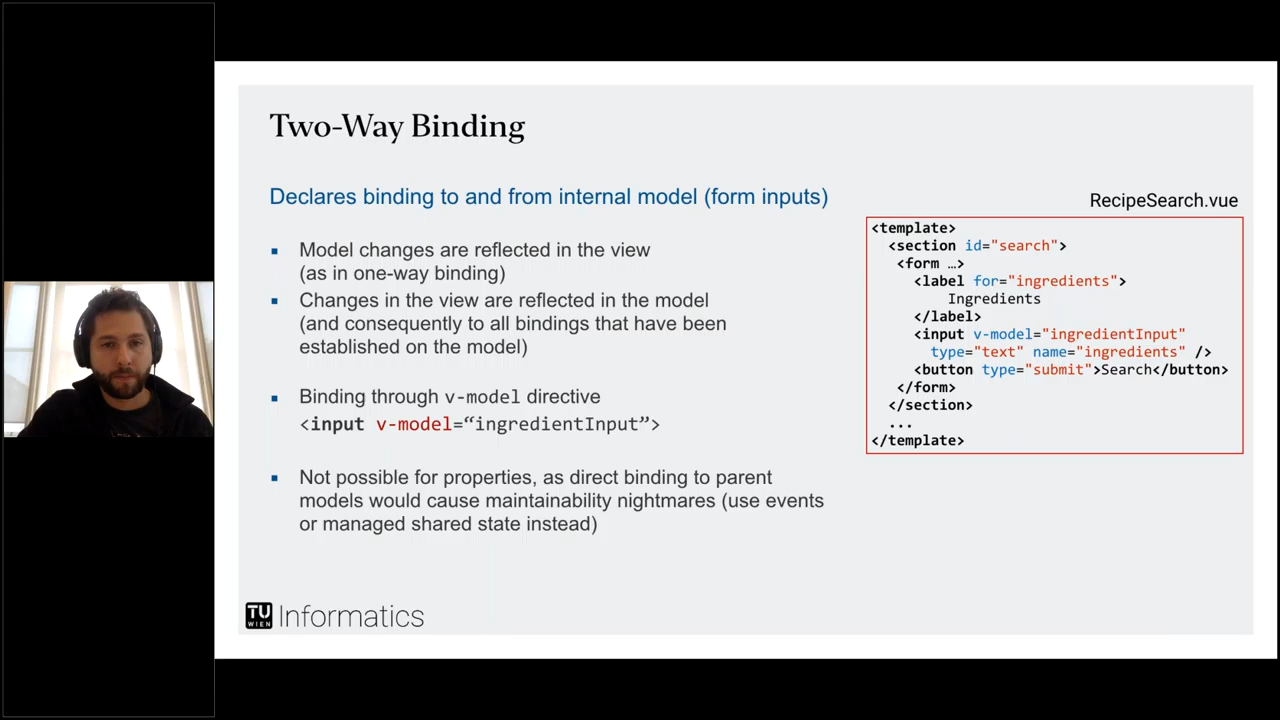 Two-Way Binding
Declares binding to and from internal model (form inputs)
▪ Model changes are reflected in the view
(as in one-way binding)
▪ Changes in the view are reflected in the model
(and consequently to all bindings that have been
established on the model)
▪ Binding through v-model directive
<input v-model=“ingredientInput”>
▪ Not possible for properties, as direct binding to parent
models would cause maintainability nightmares (use events
or managed shared state instead)
RecipeSearch.vue
<template>
<section id="search">
<form …>
<label for="ingredients">
Ingredients
</label>
<input v-model="ingredientInput"
type="text" name="ingredients" />
<button type="submit">Search</button>
</form>
</section>
...
</template>
TU
WIEN
Informatics